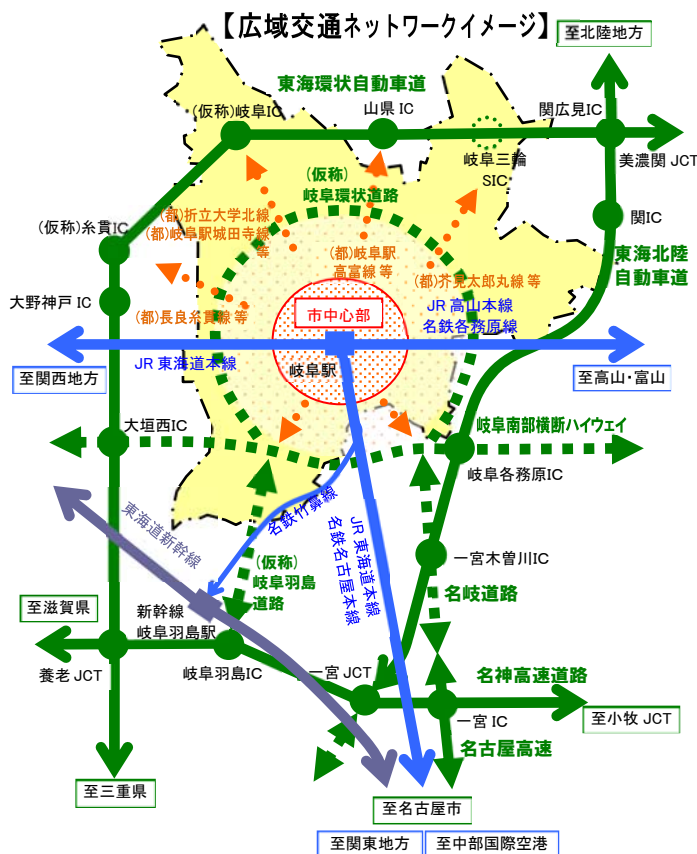 【広域交通ネットワークイメージ】
至北陸地方
東海環状自動車道
(仮称)岐阜IC
山県 IC
関広見IC
岐阜三輪
SIC
美濃関 JCT
(仮称)
岐阜環状道路
関IC
(都)折立大学北線
(都)岐阜駅城田寺線
等
(仮称)糸貫IC
(都)岐阜駅
高富線 等
東海北陸
自動車道
(都)芥見太郎丸線 等
大野神戸 IC
(都)長良糸貫線 等
市中心部
JR 高山本線
名鉄各務原線
JR 東海道本線
岐阜駅
至関西地方
至高山・富山
大垣西IC
岐阜南部横断ハイウェイ
岐阜各務原IC
東海道新幹線
名鉄竹鼻線
JR 東海道本線
名鉄名古屋本線
(仮称)
岐阜羽島
道路
一宮木曽川IC
名岐道路
至滋賀県
新幹線
岐阜羽島駅
養老 JCT
岐阜羽島IC
一宮 JCT
名神高速道路
一宮 IC
至小牧 JCT
名古屋高速
至三重県
至名古屋市
至関東地方
至中部国際空港